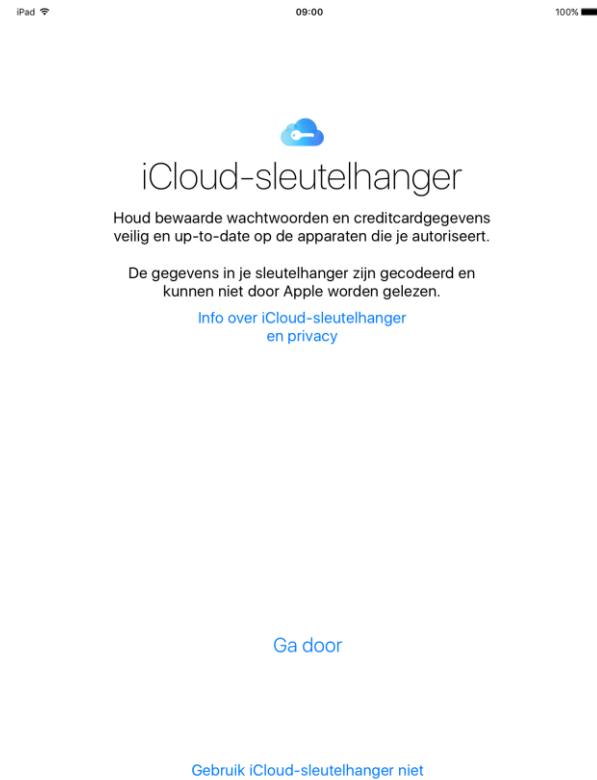 iPad 09:00 100%
iCloud-sleutelhanger
Houd bewaarde wachtwoorden en creditcardgegevens
veilig en up-to-date op de apparaten die je autoriseert.
De gegevens in je sleutelhanger zijn gecodeerd en
kunnen niet door Apple worden gelezen.
Info over iCloud-sleutelhanger
en privacy
Ga door
Gebruik iCloud-sleutelhanger niet